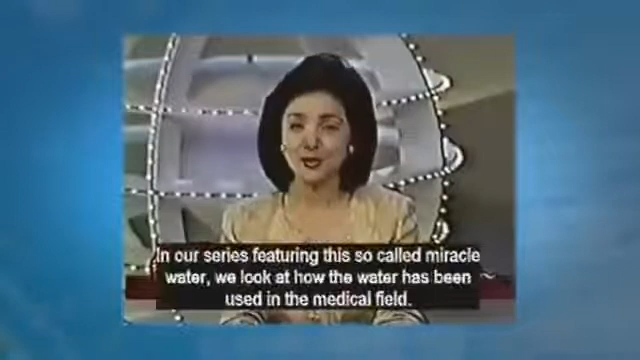 In our series featuring this so called miracle
water, we look at how the water has been
used in the medical field.